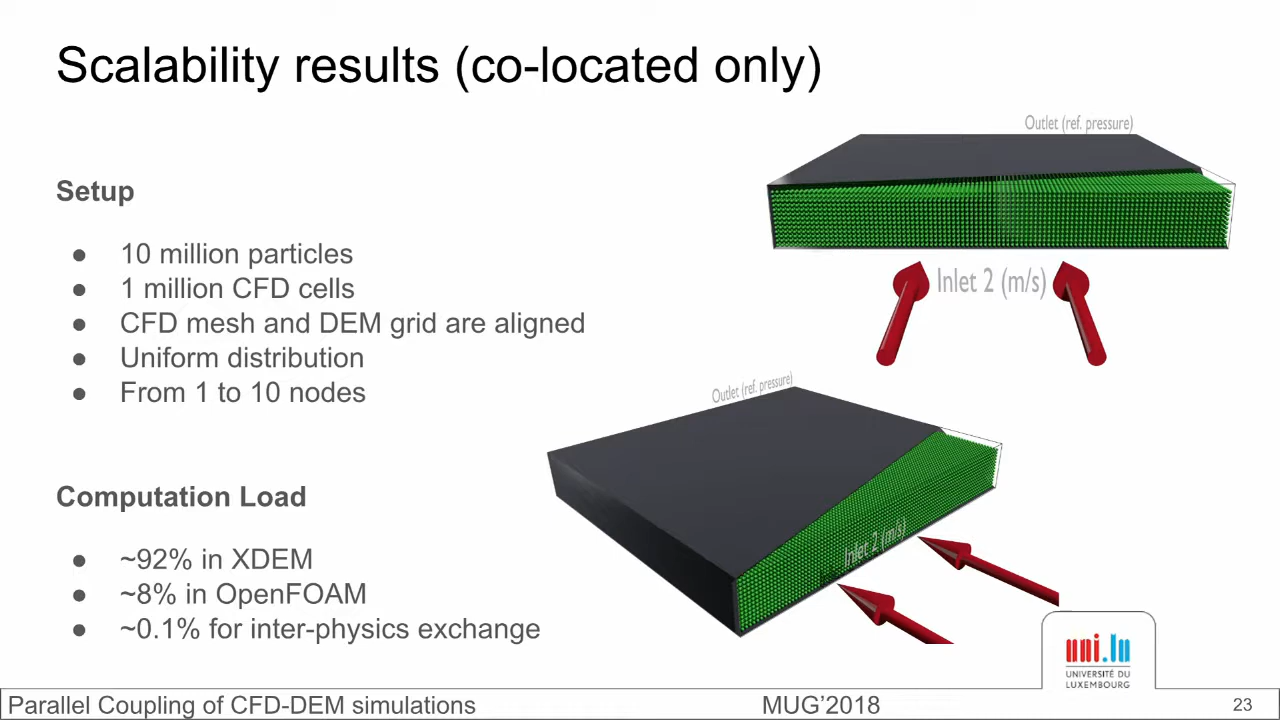 Scalability results (co-located only)
Outlet (ref. pressure)
Setup
● 10 million particles
● 1 million CFD cells
● CFD mesh and DEM grid are aligned
● Uniform distribution
● From 1 to 10 nodes
Inlet 2 (m/s)
Outlet (ref. pressure)
Inlet 2 (m/s)
Computation Load
● ~92% in XDEM
● ~8% in OpenFOAM
● ~0.1% for inter-physics exchange
uni.lu
UNIVERSITÉ DU
LUXEMBOURG
Parallel Coupling of CFD-DEM simulations
MUG’2018
23